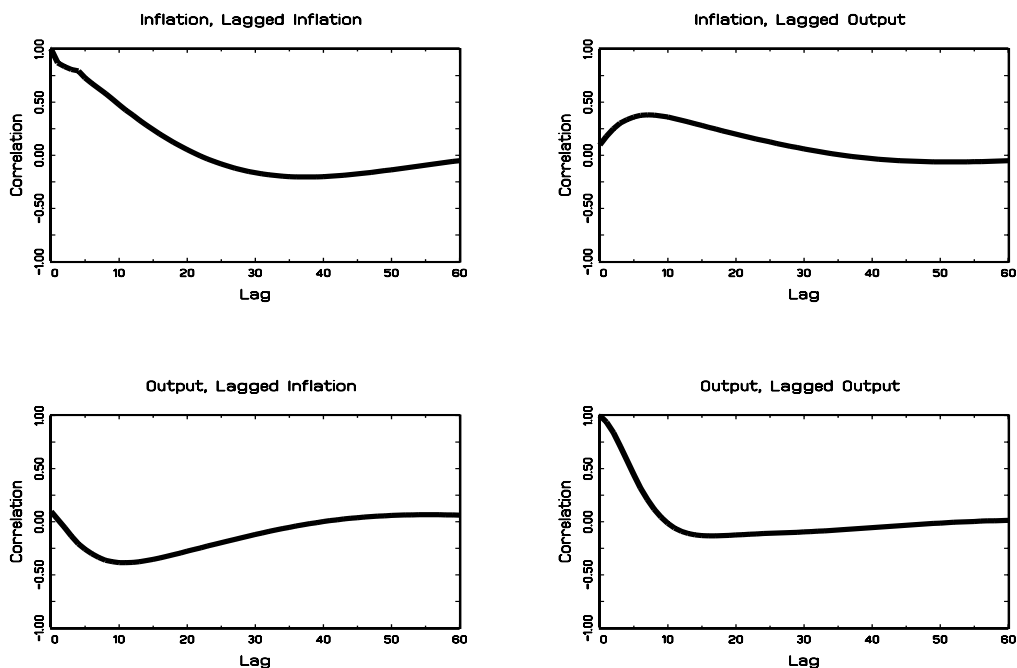 Inflation, Lagged Inflation
Correlation
1.00
0.50
0.00
-0.50
-1.00
0 10 20 30 40 50 60
Lag
Inflation, Lagged Output
Correlation
1.00
0.50
0.00
-0.50
-1.00
0 10 20 30 40 50 60
Lag
Output, Lagged Inflation
Correlation
1.00
0.50
0.00
-0.50
-1.00
0 10 20 30 40 50 60
Lag
Output, Lagged Output
Correlation
1.00
0.50
0.00
-0.50
-1.00
0 10 20 30 40 50 60
Lag